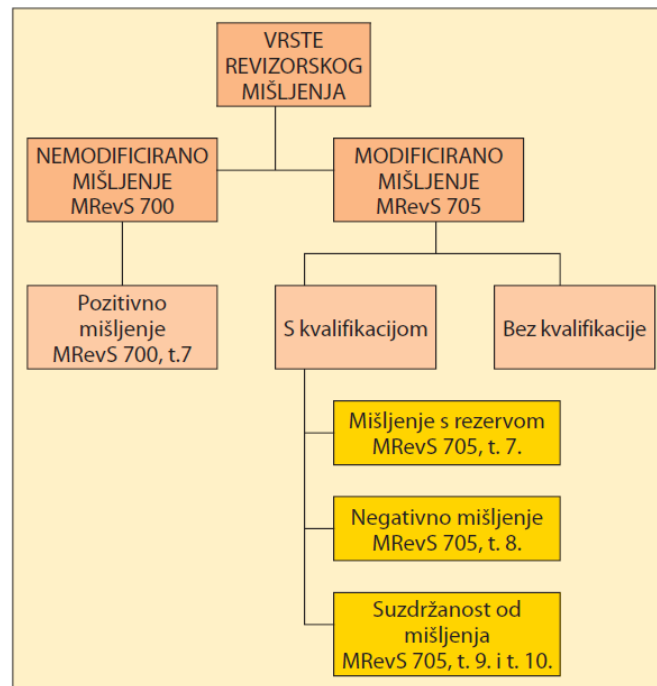 VRSTE
REVIZORSKOG
MIŠLJENJA
NEMODIFICIRANO
MIŠLJENJE
MRevS 700
MODIFICIRANO
MIŠLJENJE
MRevS 705
Pozitivno
mišljenje
MRevS 700, t.7
S kvalifikacijom
Bez kvalifikacije
Mišljenje s rezervom
MRevS 705, t. 7.
Negativno mišljenje
MRevS 705, t. 8.
Suzdržanost od
mišljenja
MRevS 705, t. 9. i t. 10.